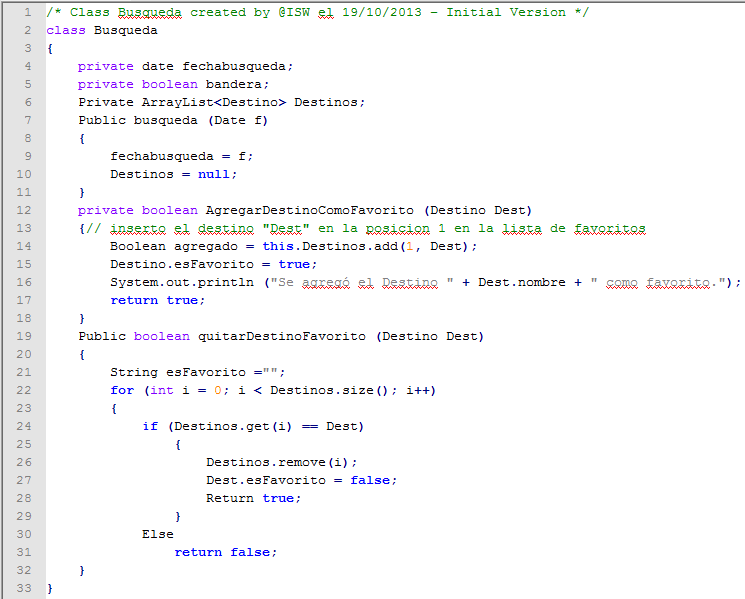 1 /* Class Busqueda created by @ISW el 19/10/2013 - Initial Version */
2 class Busqueda
3 {
4     private date fechabusqueda;
5     private boolean bandera;
6     Private ArrayList<Destino> Destinos;
7     Public busqueda (Date f)
8     {
9         fechabusqueda = f;
10         Destinos = null;
11     }
12     private boolean AgregarDestinoComoFavorito (Destino Dest)
13     {// inserto el destino "Dest" en la posicion 1 en la lista de favoritos
14         Boolean agregado = this.Destinos.add(1, Dest);
15         Destino.esFavorito = true;
16         System.out.println ("Se agregó el Destino " + Dest.nombre + " como favorito.");
17         return true;
18     }
19     Public boolean quitarDestinoFavorito (Destino Dest)
20     {
21         String esFavorito ="";
22         for (int i = 0; i < Destinos.size(); i++)
23         {
24             if (Destinos.get(i) == Dest)
25                 {
26                     Destinos.remove(i);
27                     Dest.esFavorito = false;
28                     Return true;
29                 }
30             Else
31                 return false;
32     }
33 }